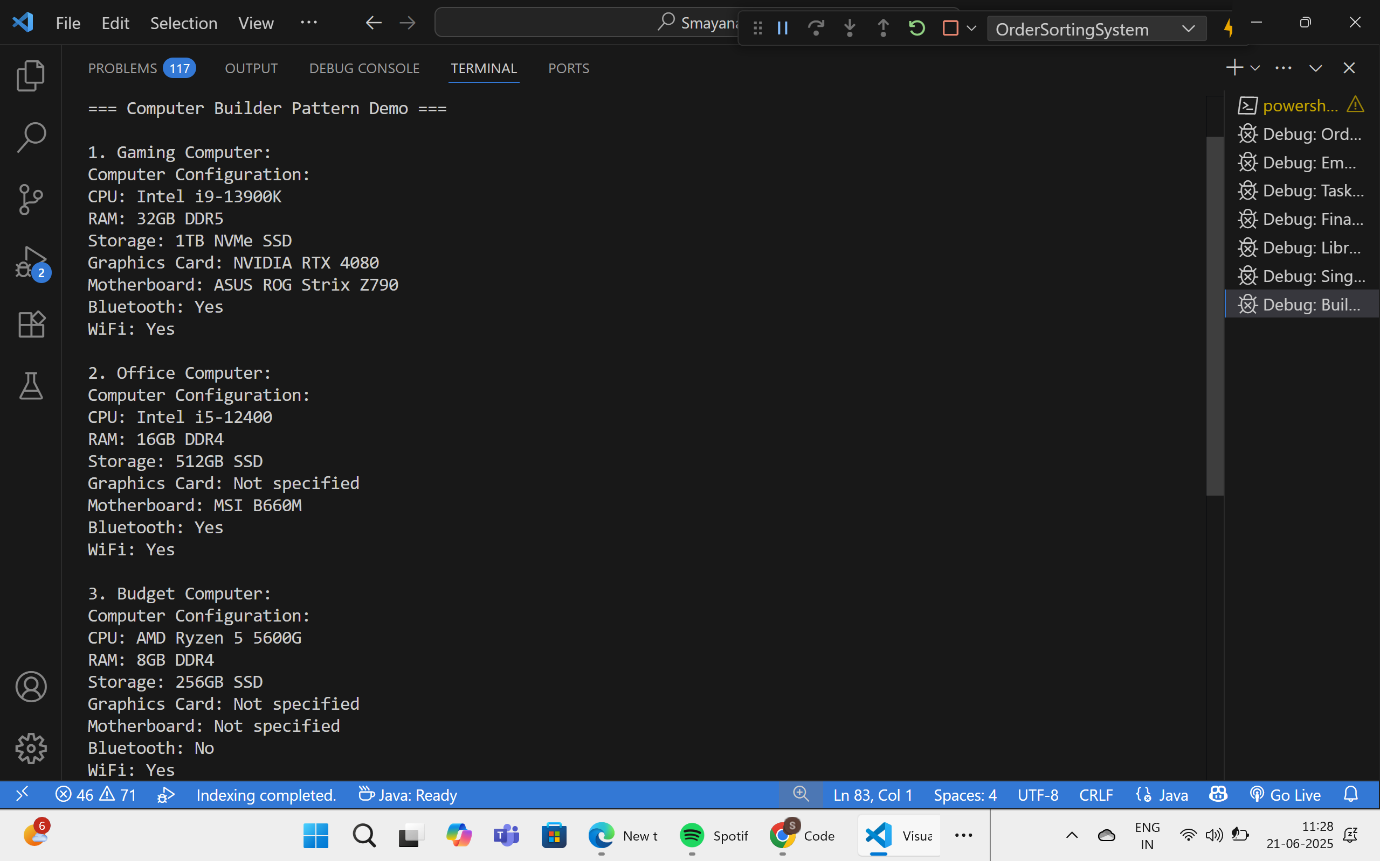 File Edit Selection View ...
Smayana
OrderSortingSystem
PROBLEMS 117 OUTPUT DEBUG CONSOLE TERMINAL PORTS
=== Computer Builder Pattern Demo ===
1. Gaming Computer:
Computer Configuration:
CPU: Intel i9-13900K
RAM: 32GB DDR5
Storage: 1TB NVMe SSD
Graphics Card: NVIDIA RTX 4080
Motherboard: ASUS ROG Strix Z790
Bluetooth: Yes
WiFi: Yes
2. Office Computer:
Computer Configuration:
CPU: Intel i5-12400
RAM: 16GB DDR4
Storage: 512GB SSD
Graphics Card: Not specified
Motherboard: MSI B660M
Bluetooth: Yes
WiFi: Yes
3. Budget Computer:
Computer Configuration:
CPU: AMD Ryzen 5 5600G
RAM: 8GB DDR4
Storage: 256GB SSD
Graphics Card: Not specified
Motherboard: Not specified
Bluetooth: No
WiFi: Yes
powersh...
Debug: Ord...
Debug: Em...
Debug: Task...
Debug: Fina...
Debug: Libr...
Debug: Sing...
Debug: Buil...
2
46 71 Indexing completed. Java: Ready Ln 83, Col 1 Spaces: 4 UTF-8 CRLF Java Go Live
6 New t Spotif S Code Visua ... ENG 11:28
IN 21-06-2025